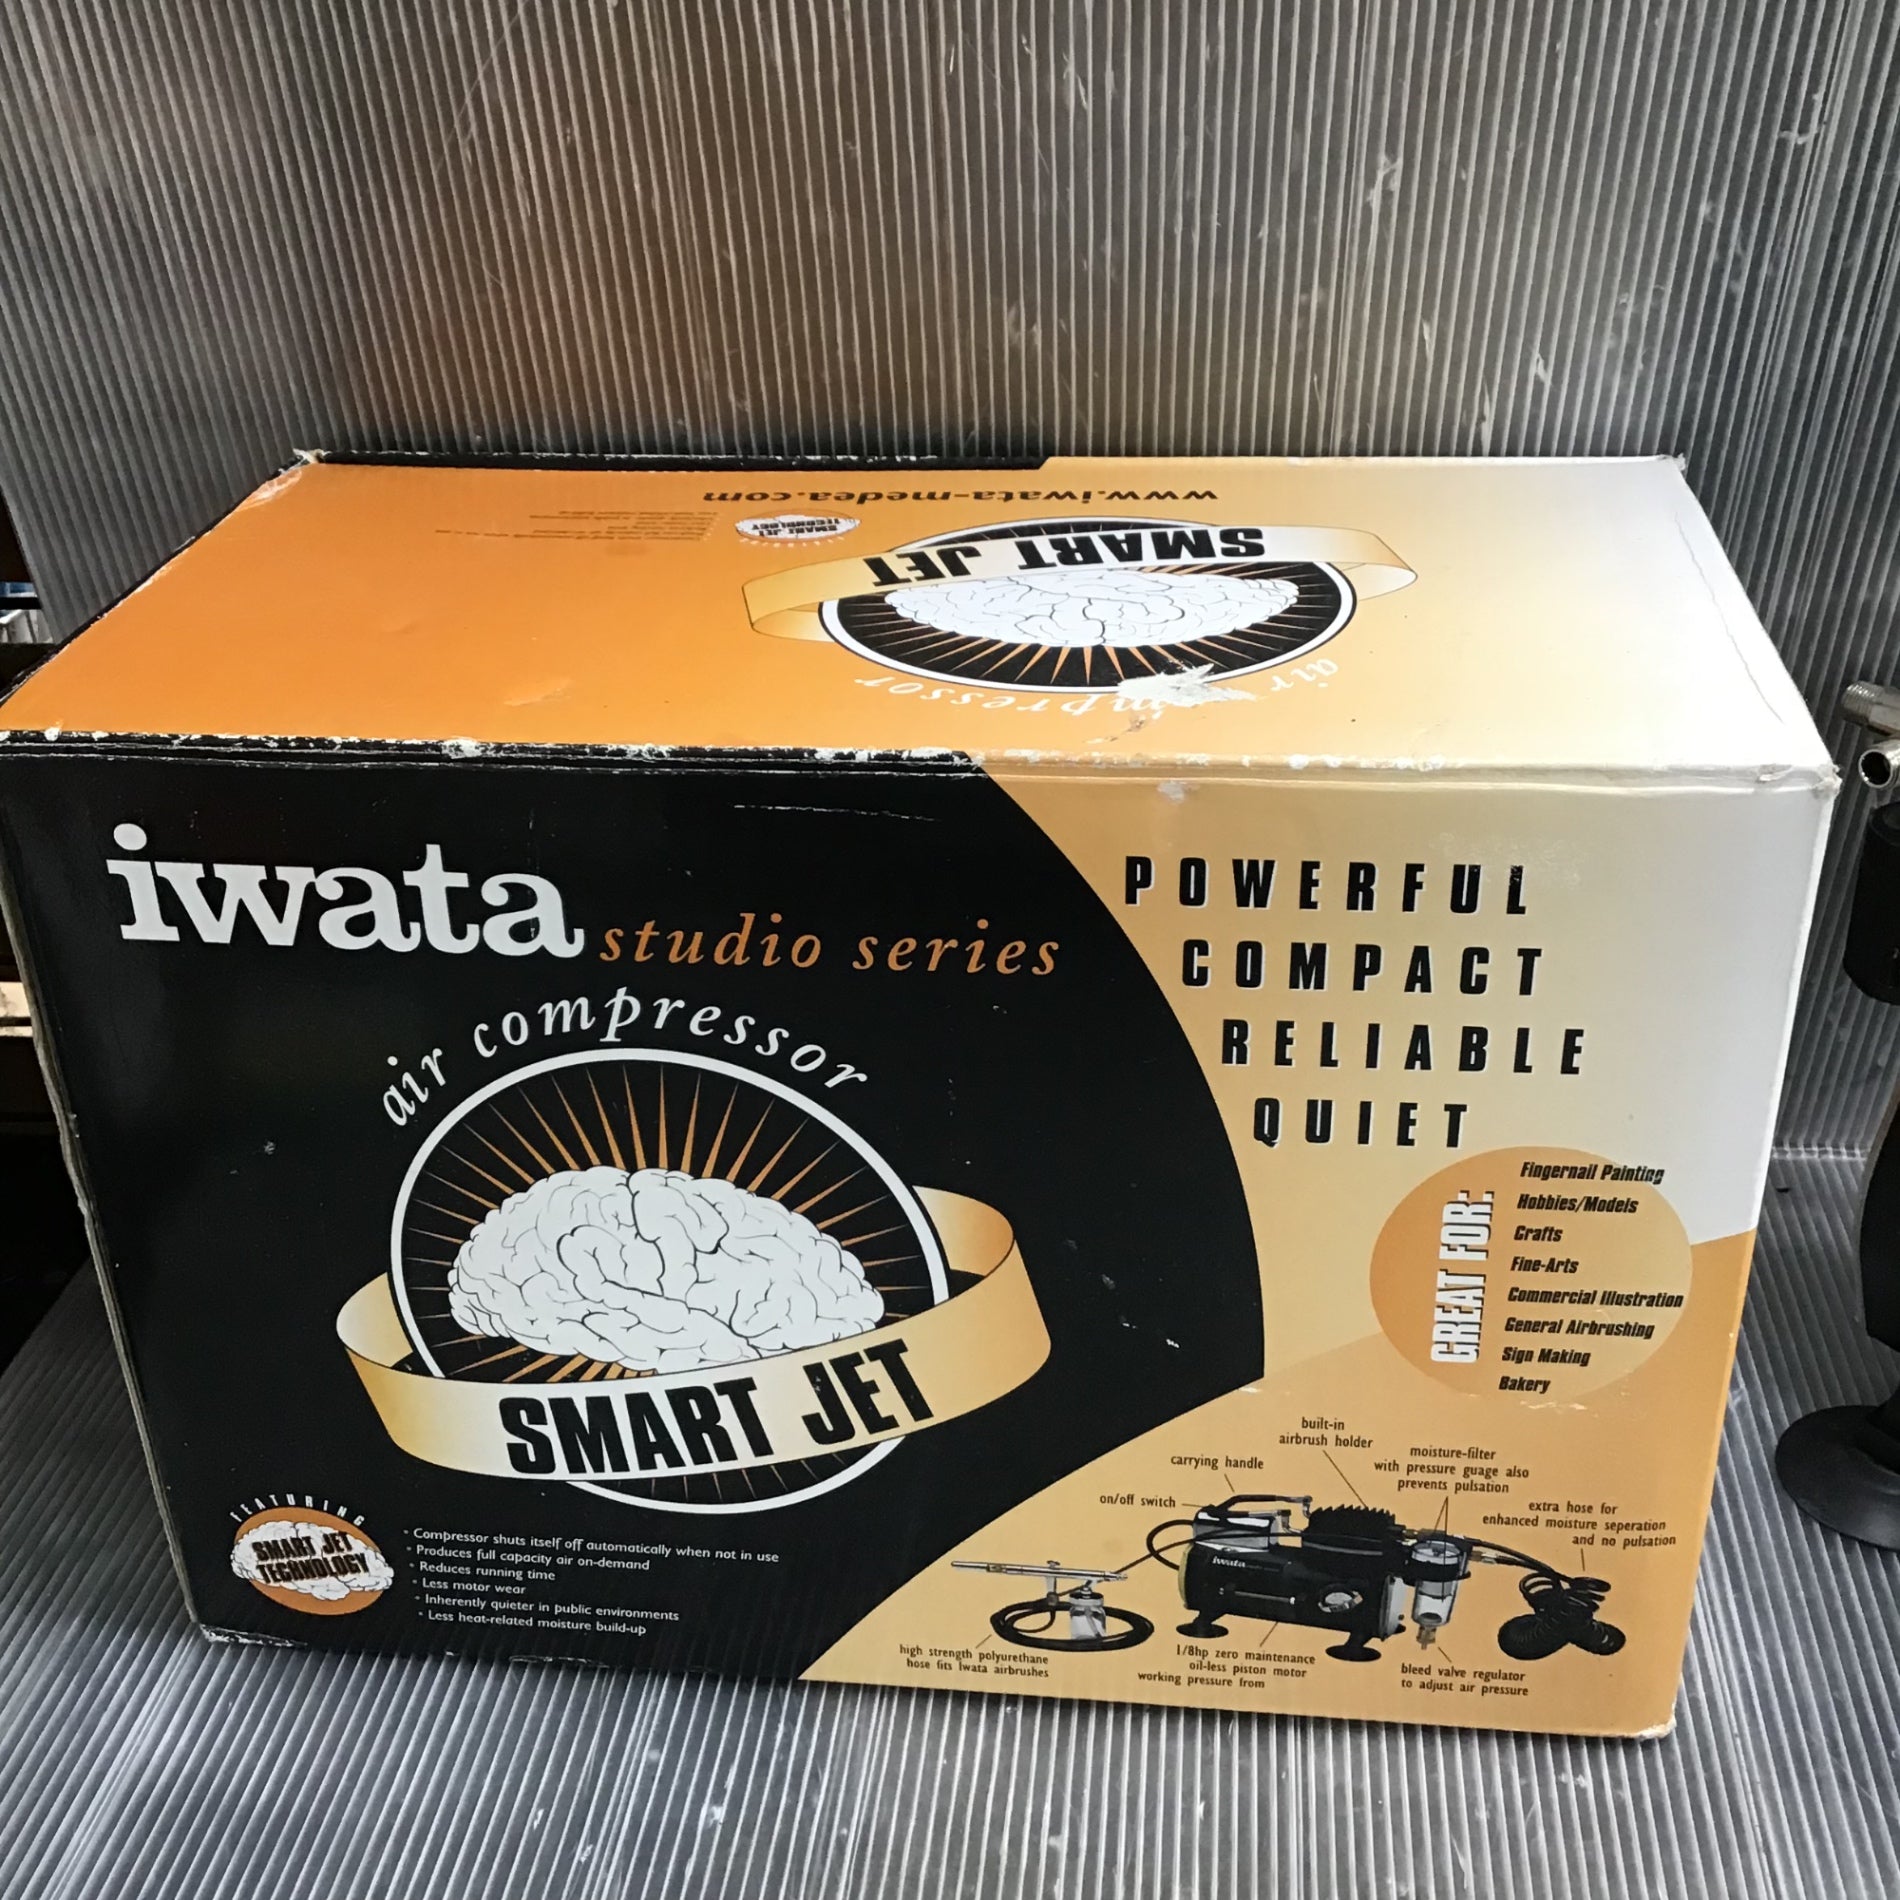 www.iwata-medea.com
SMART JET
SMART JET
TECHNOLOGY
air compressor
iwata studio series
air compressor
SMART JET
FEATURING
SMART JET
TECHNOLOGY
• Compressor shuts itself off automatically when not in use
• Produces full capacity air on-demand
• Reduces running time
• Less motor wear
• Inherently quieter in public environments
• Less heat-related moisture build-up
POWERFUL
COMPACT
RELIABLE
QUIET
GREAT FOR:
Fingernail Painting
Hobbies/Models
Crafts
Fine-Arts
Commercial Illustration
General Airbrushing
Sign Making
Bakery
built-in
airbrush holder
carrying handle
on/off switch
moisture-filter
with pressure guage also
prevents pulsation
extra hose for
enhanced moisture seperation
and no pulsation
iwata
high strength polyurethane
hose fits Iwata airbrushes
1/8hp zero maintenance
oil-less piston motor
working pressure from
bleed valve regulator
to adjust air pressure